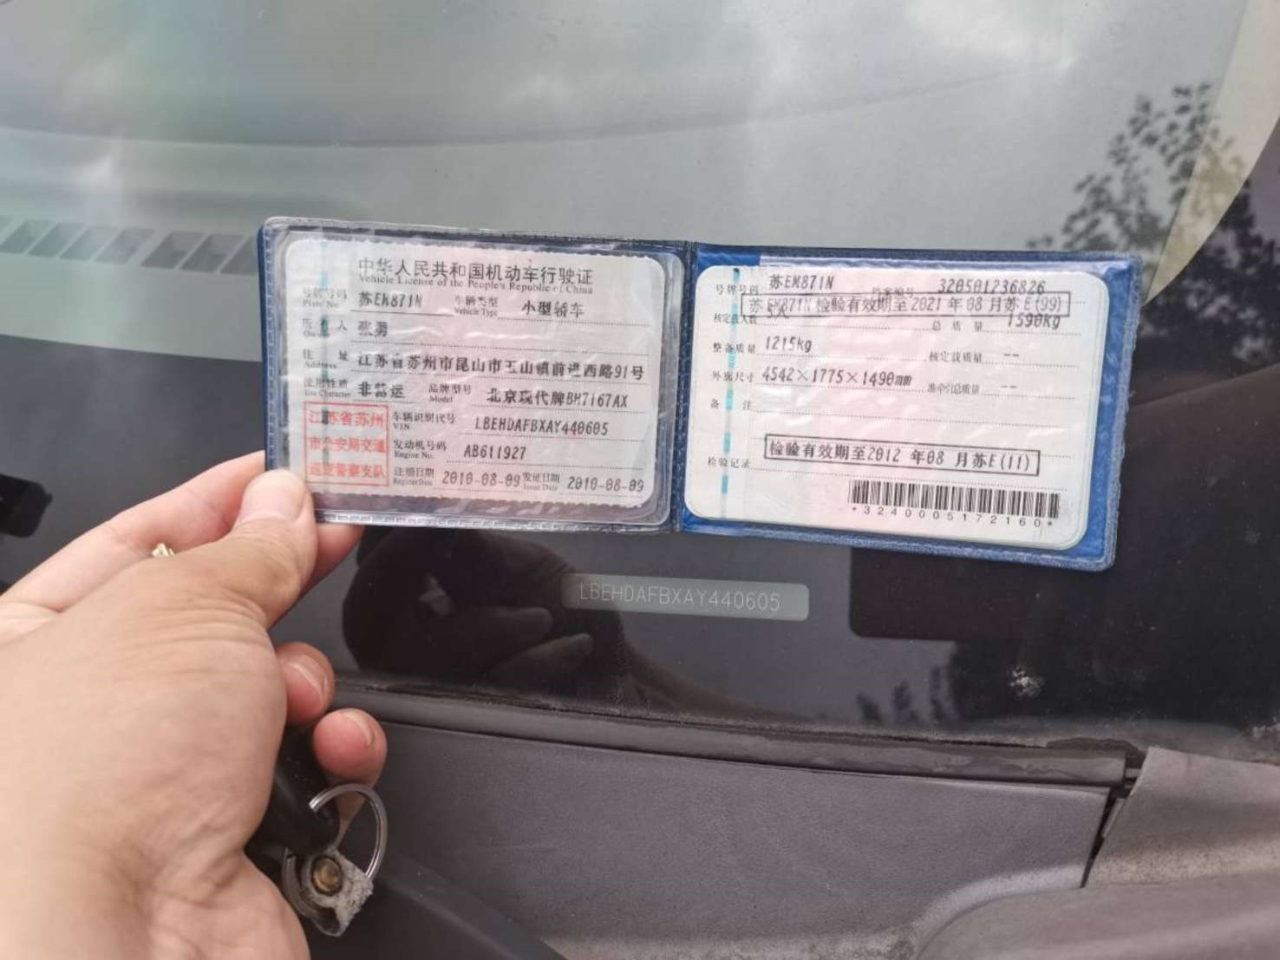 中华人民共和国机动车行驶证
Vehicle License of the People's Republic of China
号牌号码 苏EM871N 车辆类型 小型轿车
Plate No. Vehicle Type
所有人 张勇
住址 江苏省苏州市昆山市玉山镇前进西路91号
Address
使用性质 非营运 品牌型号 北京现代牌BH7167AX
Use Character Model
江苏省苏州
市公安局交通
巡逻警察支队
车辆识别代号 LBEHDAFBXAY440605
VIN
发动机号码 AB611927
Engine No.
注册日期 2010-08-09 发证日期 2010-08-09
Register Date Issue Date
号牌号码 苏EM871N 档案编号 320501236826
苏EM871N 检验有效期至2021年08月苏E(99)
核定载人数 5人 总质量 1590kg
整备质量 1215kg 核定载质量 --
外廓尺寸 4542×1775×1490mm 准牵引总质量 --
备注
检验记录 检验有效期至2012年08月苏E(11)
*3240005172160*
LBEHDAFBXAY440605